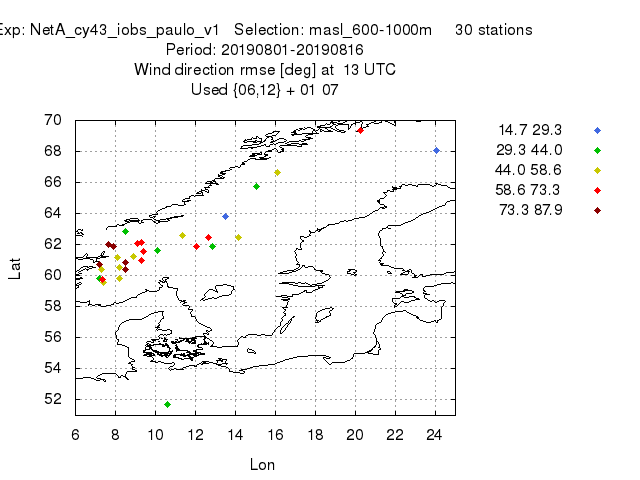 Exp: NetA_cy43_iobs_paulo_v1 Selection: masl_600-1000m 30 stations
Period: 20190801-20190816
Wind direction rmse [deg] at 13 UTC
Used {06,12} + 01 07
70
68
66
64
62
60
58
56
54
52
6 8 10 12 14 16 18 20 22 24
Lat
Lon
14.7 29.3
29.3 44.0
44.0 58.6
58.6 73.3
73.3 87.9